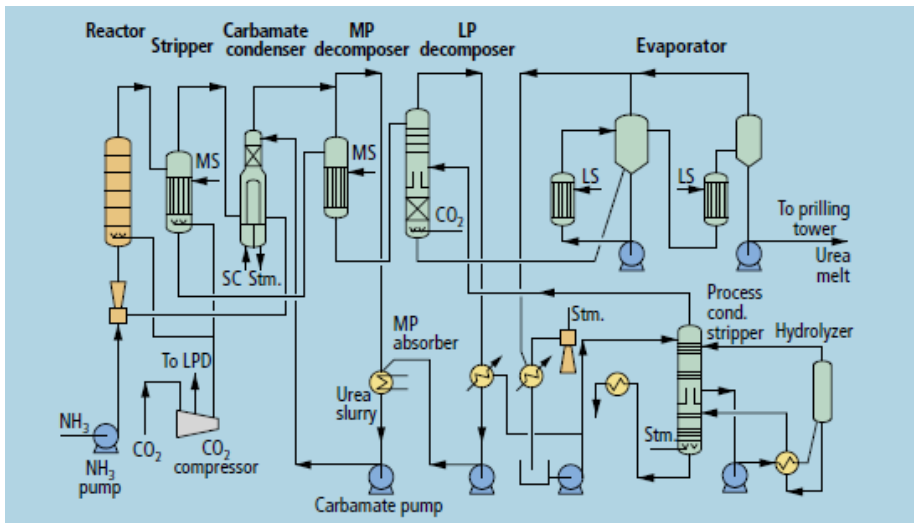 Reactor
Stripper
Carbamate
condenser
MP
decomposer
LP
decomposer
Evaporator
MS
MS
CO2
LS
LS
To prilling
tower
Urea
melt
SC Stm.
Process
cond.
stripper
Hydrolyzer
Stm.
MP
absorber
To LPD
Urea
slurry
NH3
CO2
CO2
compressor
NH3
pump
Stm.
Carbamate pump